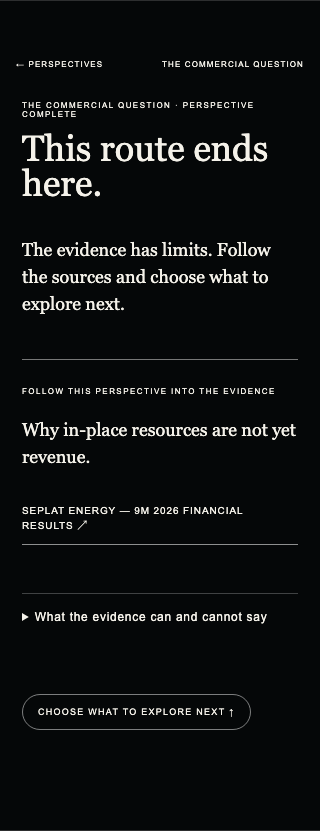 ← PERSPECTIVES
THE COMMERCIAL QUESTION
THE COMMERCIAL QUESTION · PERSPECTIVE
COMPLETE
This route ends
here.
The evidence has limits. Follow
the sources and choose what to
explore next.
FOLLOW THIS PERSPECTIVE INTO THE EVIDENCE
Why in-place resources are not yet
revenue.
SEPLAT ENERGY — 9M 2026 FINANCIAL
RESULTS ↗
▶ What the evidence can and cannot say
CHOOSE WHAT TO EXPLORE NEXT ↑